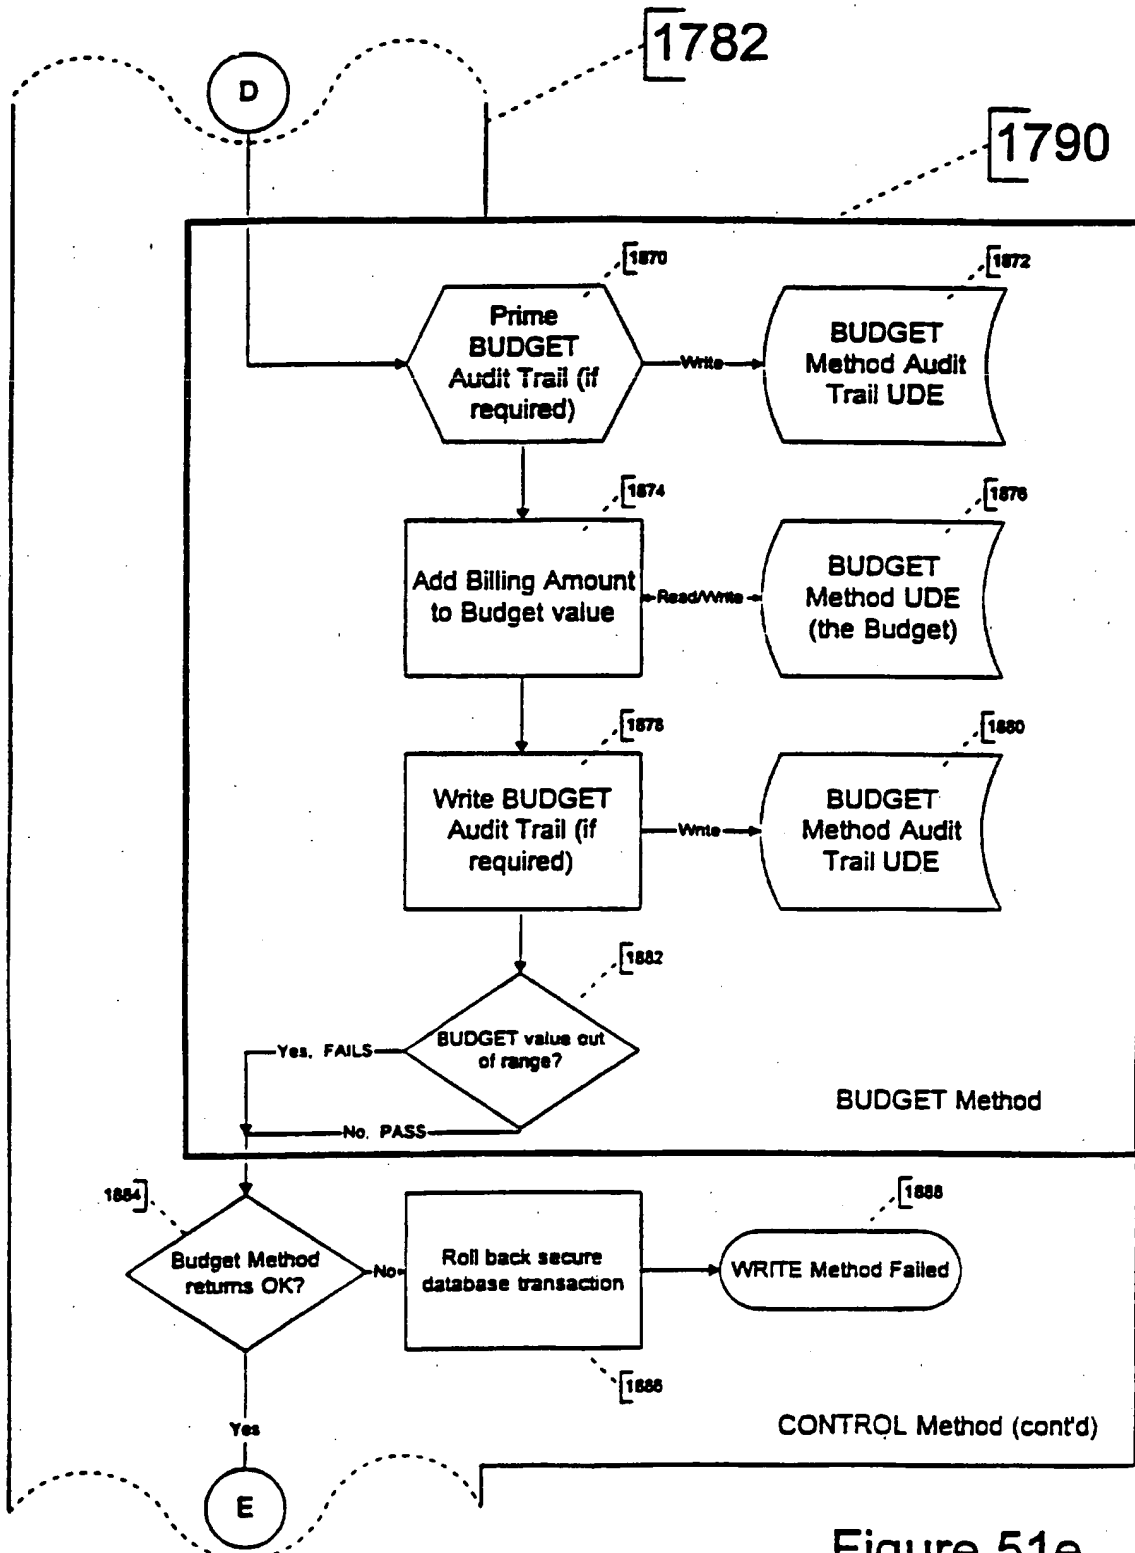 1782
D
1790
1870
1872
Prime
BUDGET
Audit Trail (if
required)
Write
BUDGET
Method Audit
Trail UDE
1874
1876
Add Billing Amount
to Budget value
Read/Write
BUDGET
Method UDE
(the Budget)
1878
1880
Write BUDGET
Audit Trail (if
required)
Write
BUDGET
Method Audit
Trail UDE
1882
BUDGET value out
of range?
Yes, FAILS
No, PASS
BUDGET Method
1884
Budget Method
returns OK?
No
Roll back secure
database transaction
1888
WRITE Method Failed
1886
Yes
CONTROL Method (cont'd)
E
Figure 51e